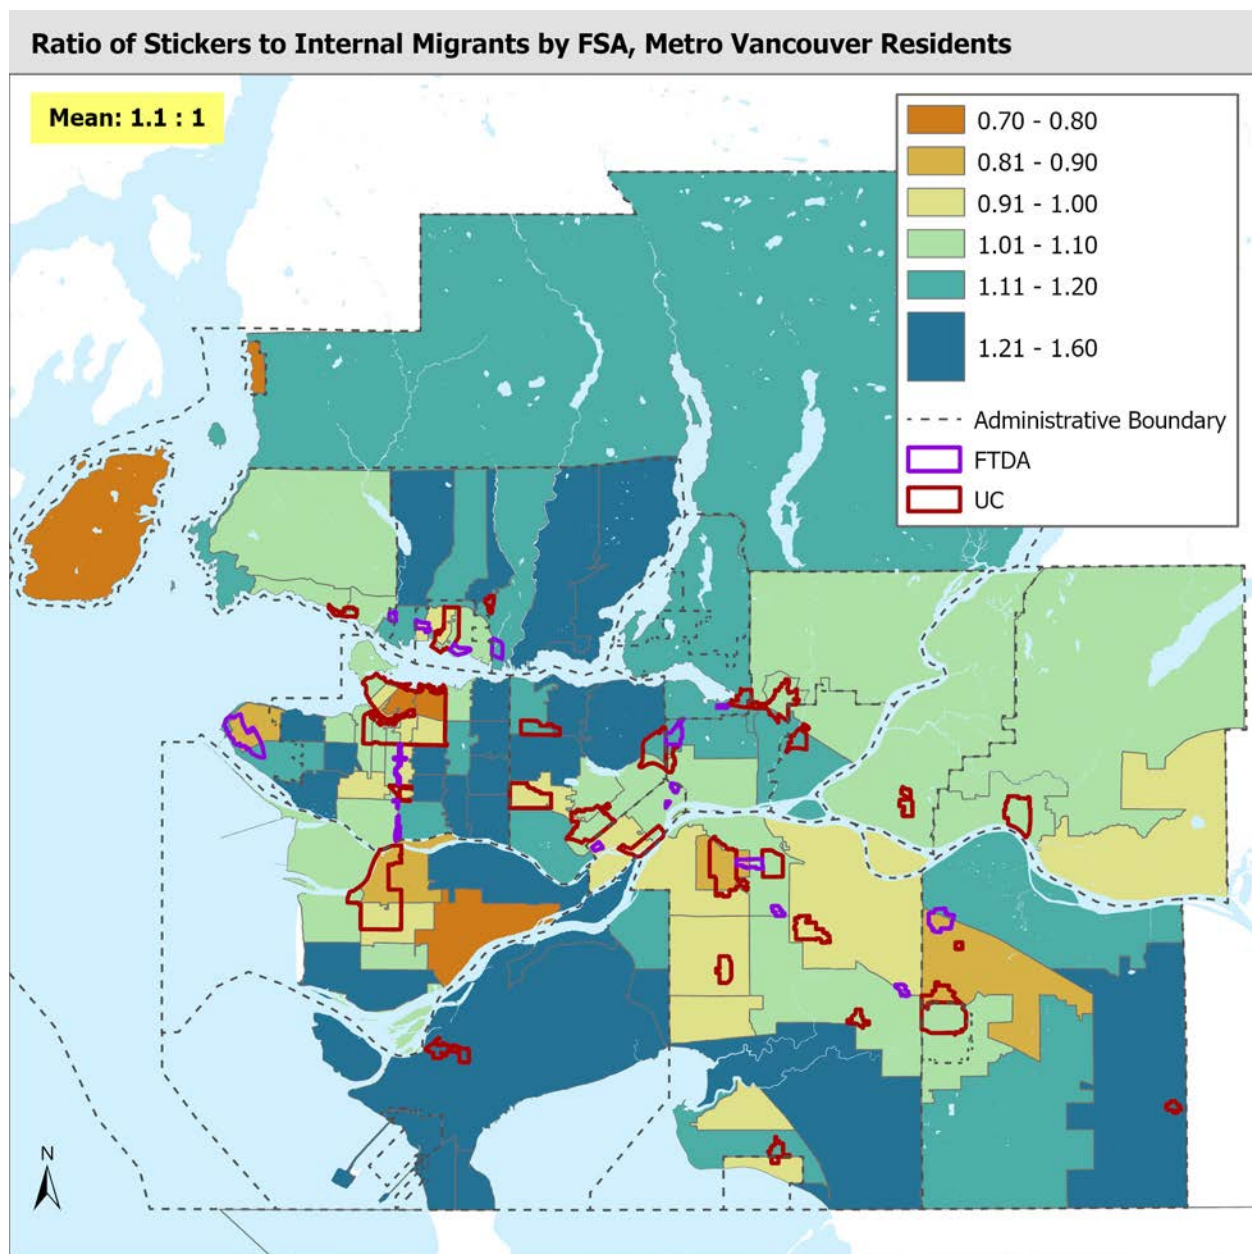 Ratio of Stickers to Internal Migrants by FSA, Metro Vancouver Residents
Mean: 1.1 : 1
0.70 - 0.80
0.81 - 0.90
0.91 - 1.00
1.01 - 1.10
1.11 - 1.20
1.21 - 1.60
Administrative Boundary
FTDA
UC
N